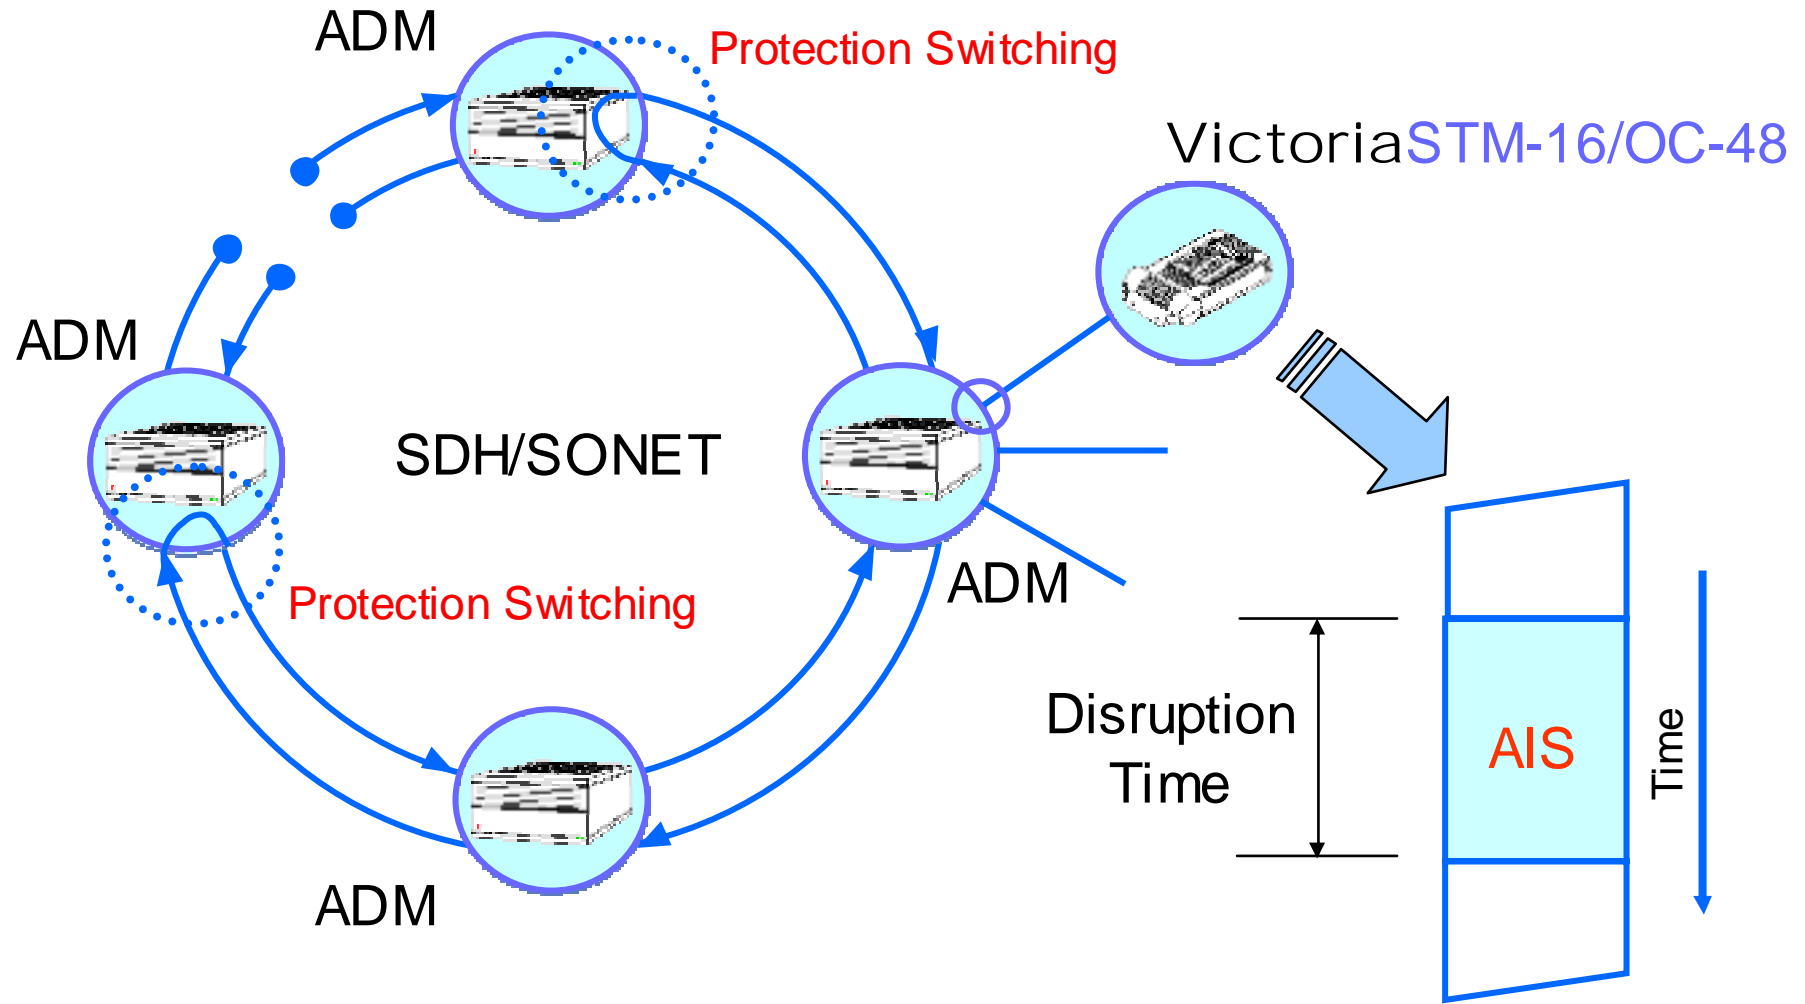 ADM
Protection Switching
VictoriaSTM-16/OC-48
ADM
SDH/SONET
ADM
Protection Switching
Disruption
Time
AIS
Time
ADM